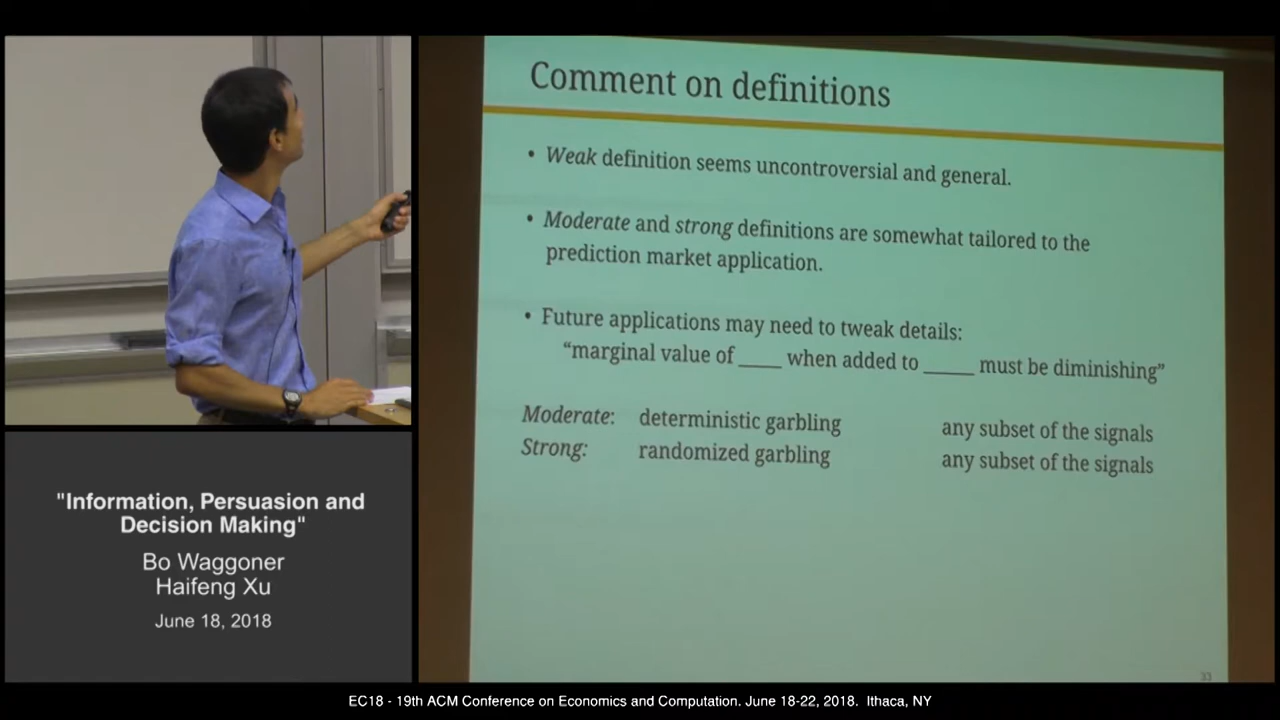 Comment on definitions
• Weak definition seems uncontroversial and general.
• Moderate and strong definitions are somewhat tailored to the
prediction market application.
• Future applications may need to tweak details:
“marginal value of _____ when added to ______ must be diminishing”
Moderate: deterministic garbling any subset of the signals
Strong: randomized garbling any subset of the signals
33
"Information, Persuasion and
Decision Making"
Bo Waggoner
Haifeng Xu
June 18, 2018
EC18 - 19th ACM Conference on Economics and Computation. June 18-22, 2018. Ithaca, NY